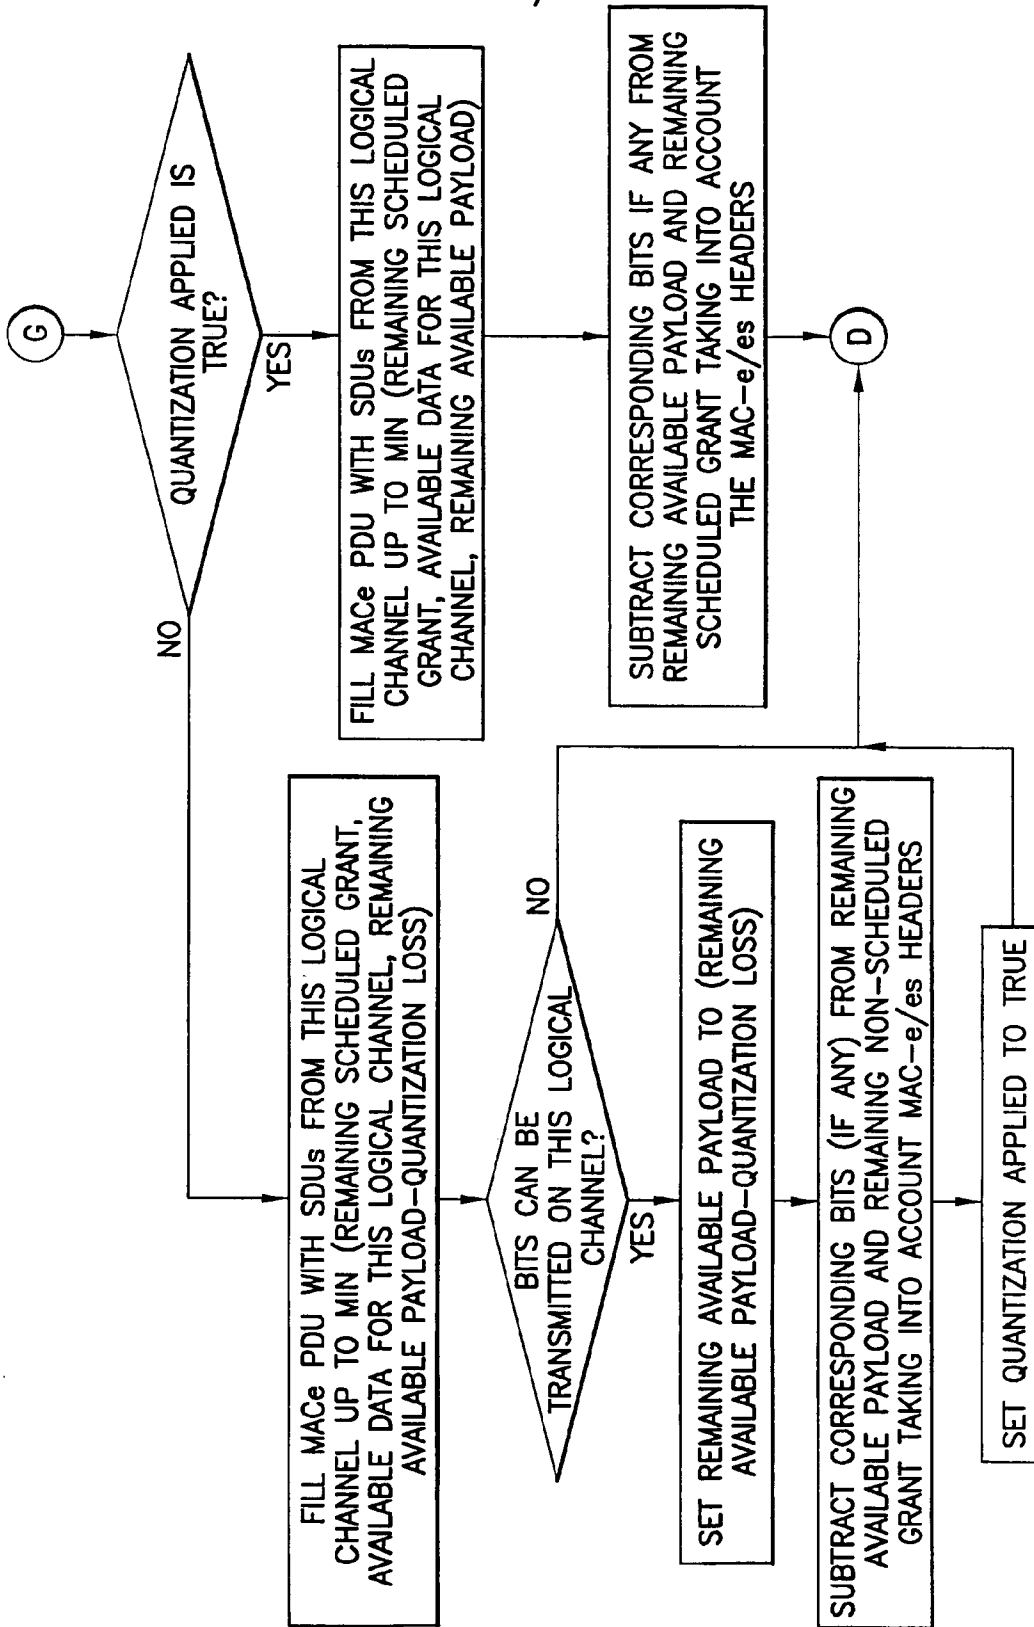 G
QUANTIZATION APPLIED IS
TRUE?
NO
YES
FILL MACe PDU WITH SDUs FROM THIS LOGICAL
CHANNEL UP TO MIN (REMAINING SCHEDULED
GRANT, AVAILABLE DATA FOR THIS LOGICAL
CHANNEL, REMAINING AVAILABLE PAYLOAD)
SUBTRACT CORRESPONDING BITS IF ANY FROM
REMAINING AVAILABLE PAYLOAD AND REMAINING
SCHEDULED GRANT TAKING INTO ACCOUNT
THE MAC-e/es HEADERS
D
FILL MACe PDU WITH SDUs FROM THIS LOGICAL
CHANNEL UP TO MIN (REMAINING SCHEDULED GRANT,
AVAILABLE DATA FOR THIS LOGICAL CHANNEL, REMAINING
AVAILABLE PAYLOAD-QUANTIZATION LOSS)
BITS CAN BE
TRANSMITTED ON THIS LOGICAL
CHANNEL?
NO
YES
SET REMAINING AVAILABLE PAYLOAD TO (REMAINING
AVAILABLE PAYLOAD-QUANTIZATION LOSS)
SUBTRACT CORRESPONDING BITS (IF ANY) FROM REMAINING
AVAILABLE PAYLOAD AND REMAINING NON-SCHEDULED
GRANT TAKING INTO ACCOUNT MAC-e/es HEADERS
SET QUANTIZATION APPLIED TO TRUE